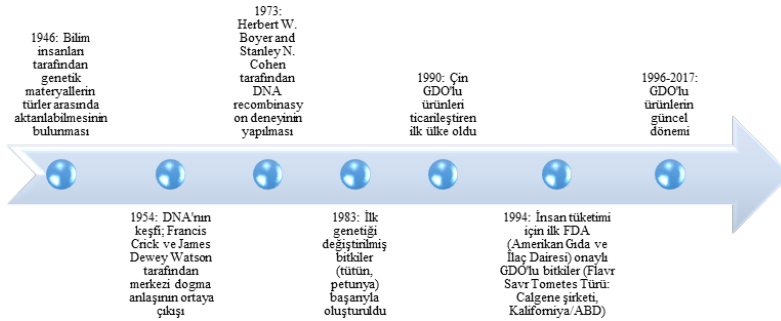 1946: Bilim
insanları
tarafından
genetik
materyallerin
türler arasında
aktarılabilmesinin
bulunması
1954: DNA'nın
keşfi; Francis
Crick ve James
Dewey Watson
tarafından
merkezi dogma
anlaşının ortaya
çıkışı
1973:
Herbert W.
Boyer and
Stanley N.
Cohen
tarafından
DNA
recombinasy
on deneyinin
yapılması
1983: İlk
genetiği
değiştirilmiş
bitkiler
(tütün,
petunya)
başarıyla
oluşturuldu
1990: Çin
GDO'lu
ürünleri
ticarileştiren
ilk ülke oldu
1994: İnsan tüketimi
için ilk FDA
(Amerikan Gıda ve
İlaç Dairesi) onaylı
GDO'lu bitkiler (Flavr
Savr Tometes Türü:
Calgene şirketi,
Kaliforniya/ABD)
1996-2017:
GDO'lu
ürünlerin
güncel
dönemi